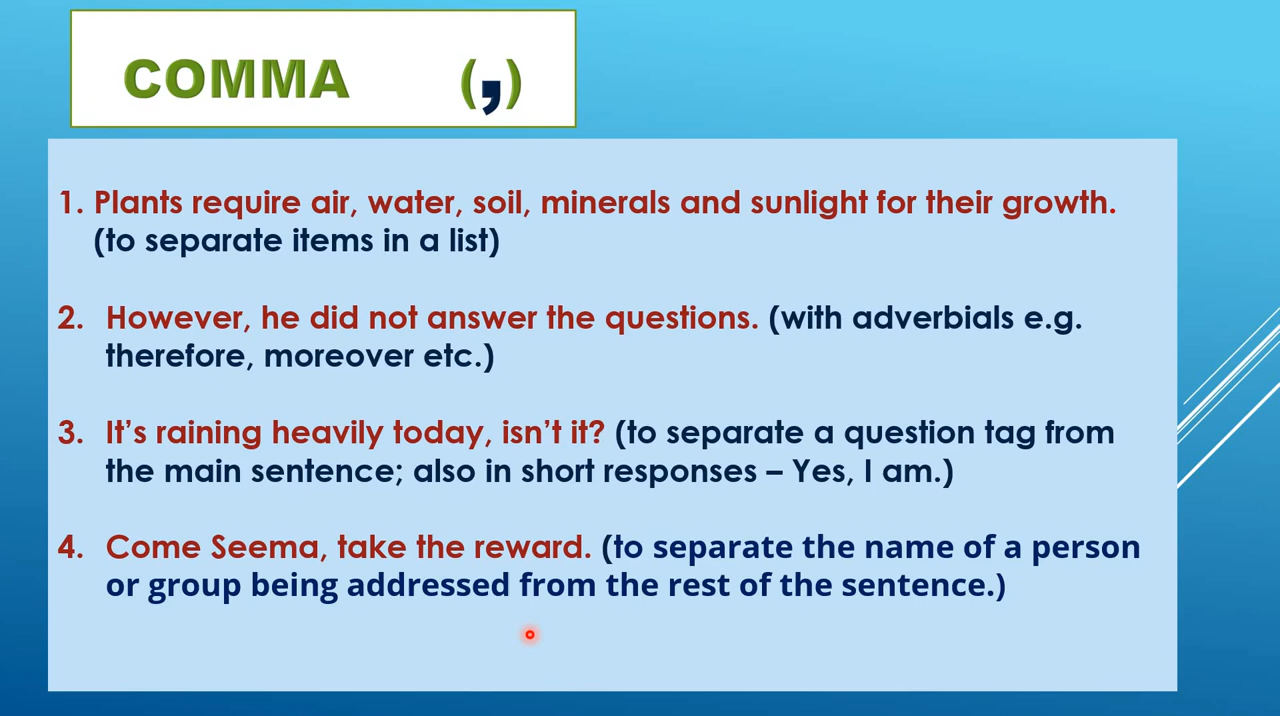 COMMA (,)
1. Plants require air, water, soil, minerals and sunlight for their growth.
(to separate items in a list)
2. However, he did not answer the questions. (with adverbials e.g.
therefore, moreover etc.)
3. It’s raining heavily today, isn’t it? (to separate a question tag from
the main sentence; also in short responses – Yes, I am.)
4. Come Seema, take the reward. (to separate the name of a person
or group being addressed from the rest of the sentence.)